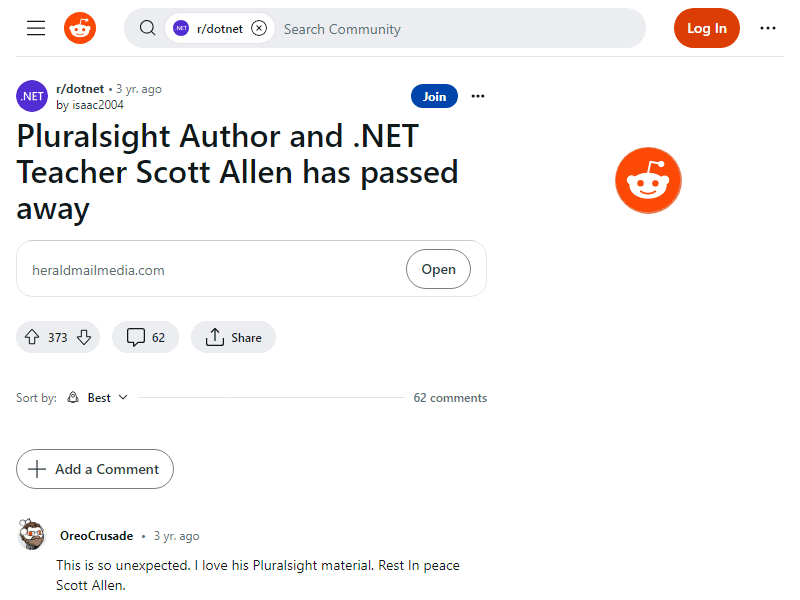 .NET r/dotnet Search Community Log In
.NET r/dotnet • 3 yr. ago
by isaac2004
Join
Pluralsight Author and .NET
Teacher Scott Allen has passed
away
heraldmailmedia.com Open
373 62 Share
Sort by: Best 62 comments
Add a Comment
OreoCrusade • 3 yr. ago
This is so unexpected. I love his Pluralsight material. Rest In peace
Scott Allen.